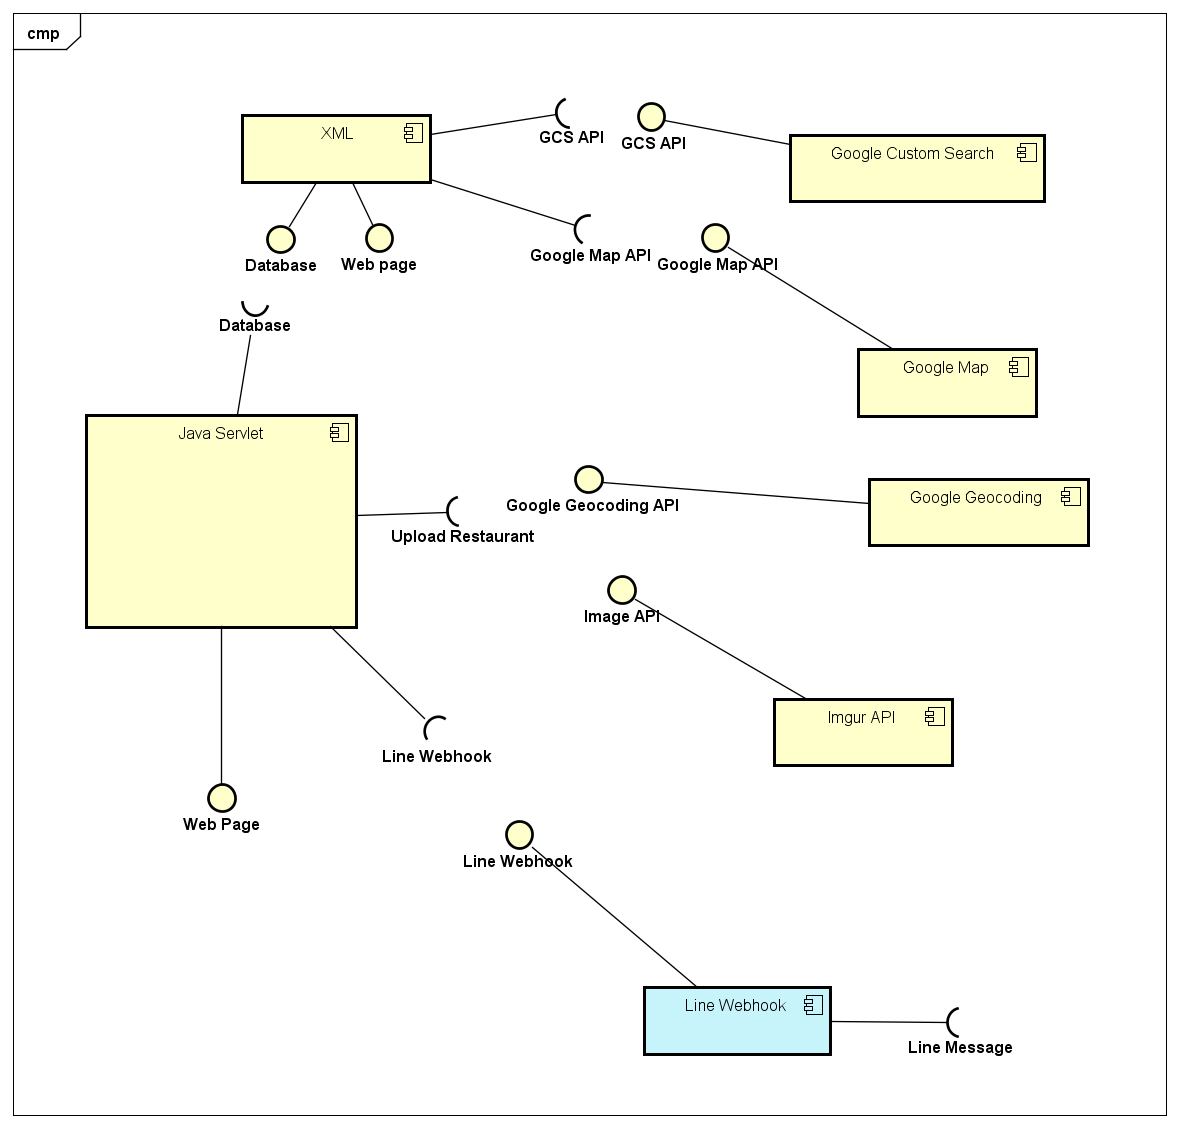 cmp
XML
GCS API
GCS API
Google Custom Search
Database
Web page
Google Map API
Google Map API
Database
Google Map
Java Servlet
Google Geocoding API
Google Geocoding
Upload Restaurant
Image API
Imgur API
Line Webhook
Web Page
Line Webhook
Line Webhook
Line Message